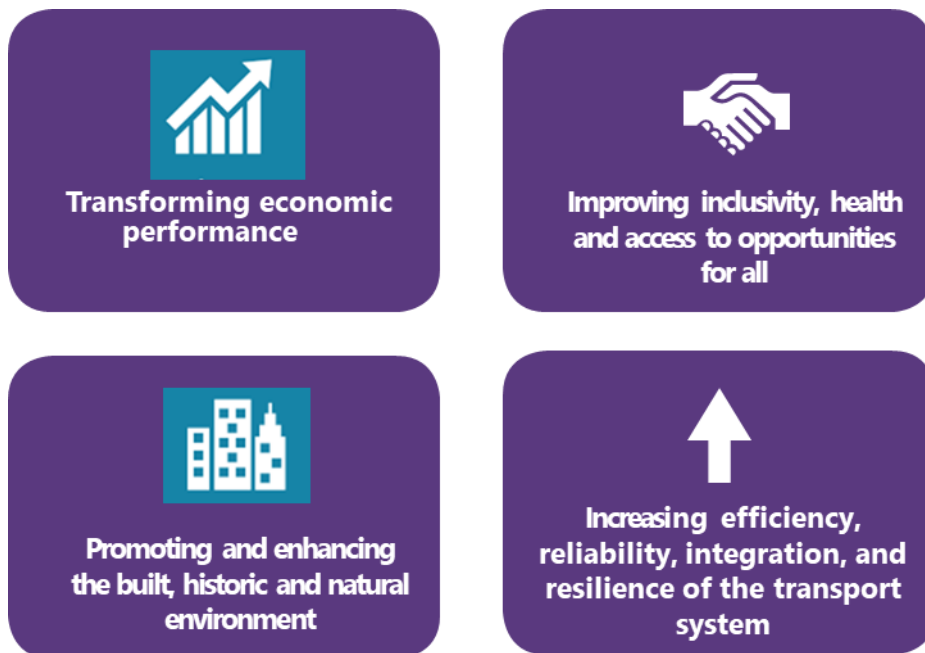 Transforming economic
performance
Improving inclusivity, health
and access to opportunities
for all
Promoting and enhancing
the built, historic and natural
environment
Increasing efficiency,
reliability, integration, and
resilience of the transport
system